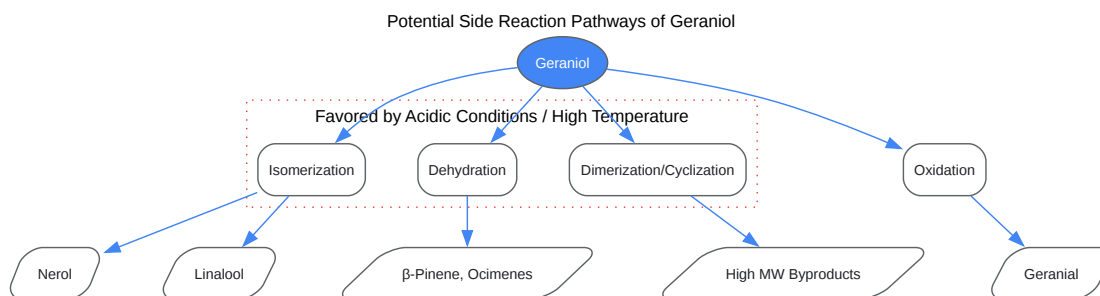 Potential Side Reaction Pathways of Geraniol
Geraniol
Favored by Acidic Conditions / High Temperature
Isomerization
Dehydration
Dimerization/Cyclization
Oxidation
Nerol
Linalool
β-Pinene, Ocimenes
High MW Byproducts
Geranial